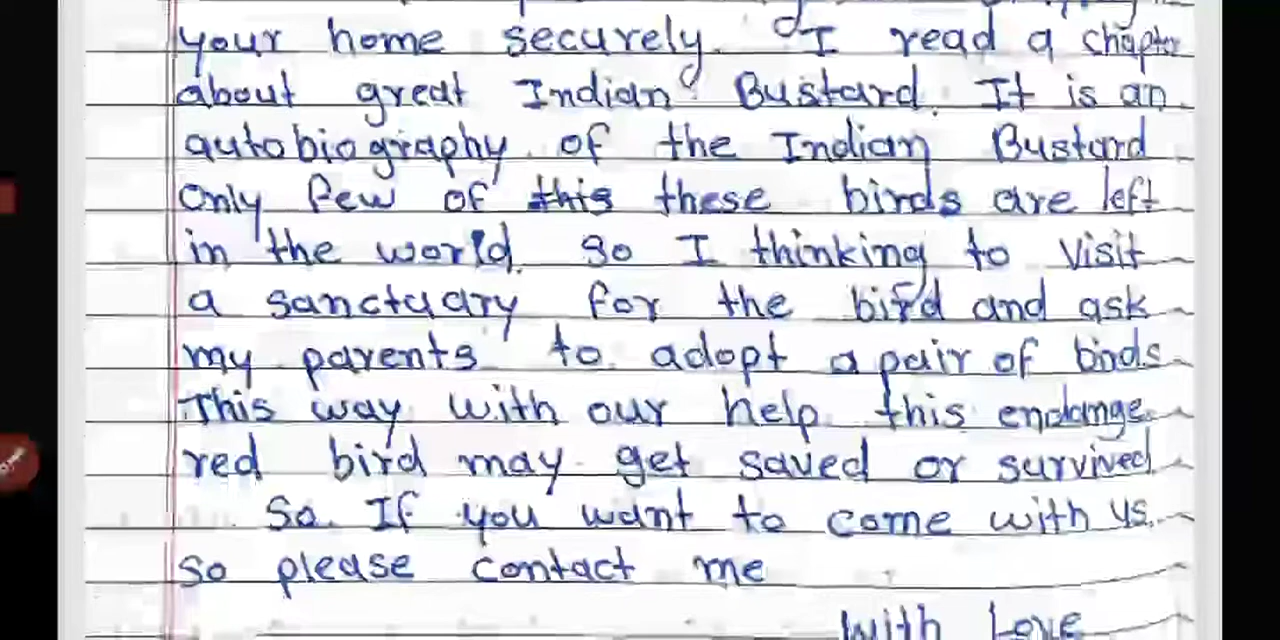 your home securely. I read a chapter
about great Indian Bustard. It is an
autobiography of the Indian Bustard
only few of this these birds are left
in the world. so I thinking to visit
a sanctuary for the bird and ask
my parents to adopt a pair of birds
This way with our help this endange
red bird may get saved or survived
So. If you want to come with us.
so please contact me
With Love